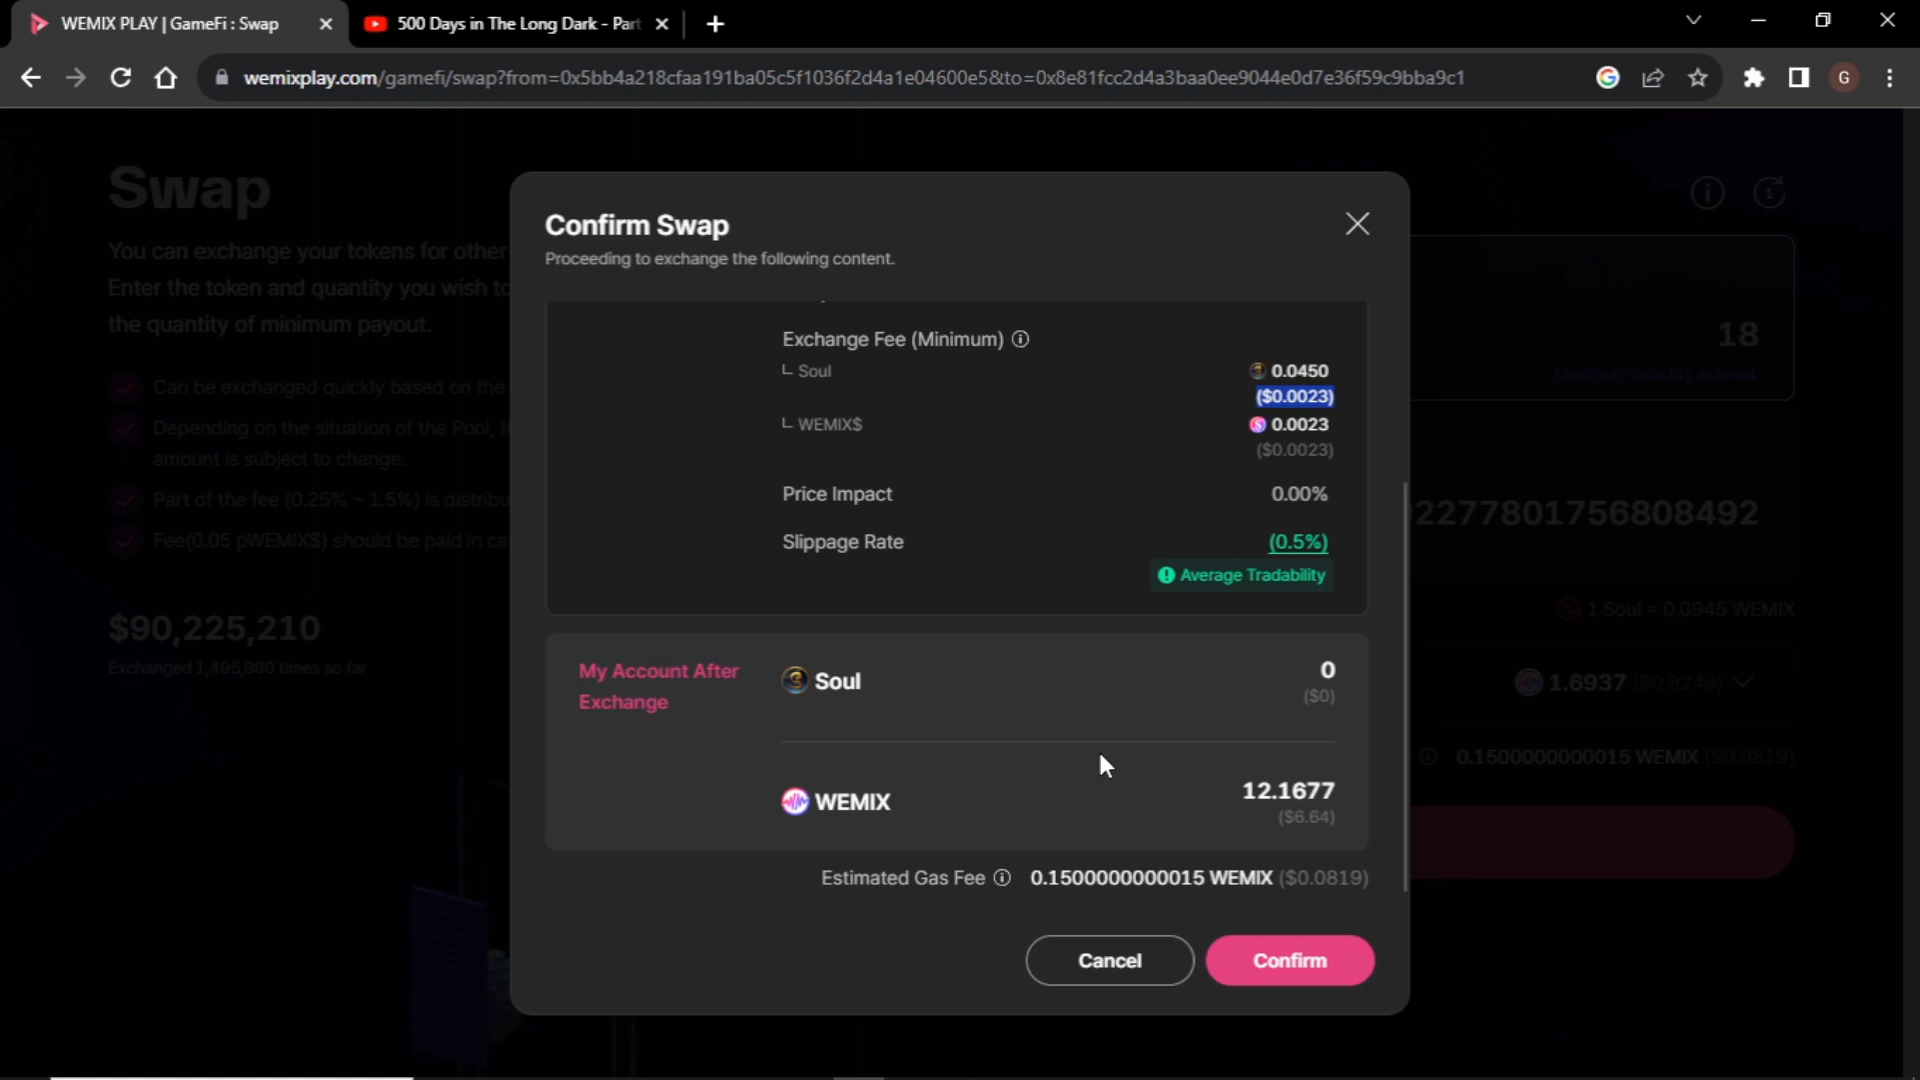 WEMIX PLAY | GameFi : Swap
500 Days in The Long Dark - Part
wemixplay.com/gamefi/swap?from=0x5bb4a218cfaa191ba05c5f1036f2d4a1e04600e5&to=0x8e81fcc2d4a3baa0ee9044e0d7e36f59c9bba9c1
G
Swap
You can exchange your tokens for other
Enter the token and quantity you wish to
the quantity of minimum payout.
Can be exchanged quickly based on the
Depending on the situation of the Pool, t
amount is subject to change.
Part of the fee (0.25% ~ 1.5%) is distribu
Fee(0.05 pWEMIX$) should be paid in ca
$90,225,210
Exchanged 1,495,860 times so far
Confirm Swap
Proceeding to exchange the following content.
Exchange Fee (Minimum)
Soul
0.0450
($0.0023)
WEMIX$
0.0023
($0.0023)
Price Impact
0.00%
Slippage Rate
(0.5%)
Average Tradability
My Account After
Exchange
Soul
0
($0)
WEMIX
12.1677
($6.64)
Estimated Gas Fee
0.1500000000015 WEMIX ($0.0819)
Cancel
Confirm
1
18
Maximum quantity entered.
2277801756808492
1 Soul = 0.0945 WEMIX
1.6937 ($0.9249)
0.1500000000015 WEMIX ($0.0819)